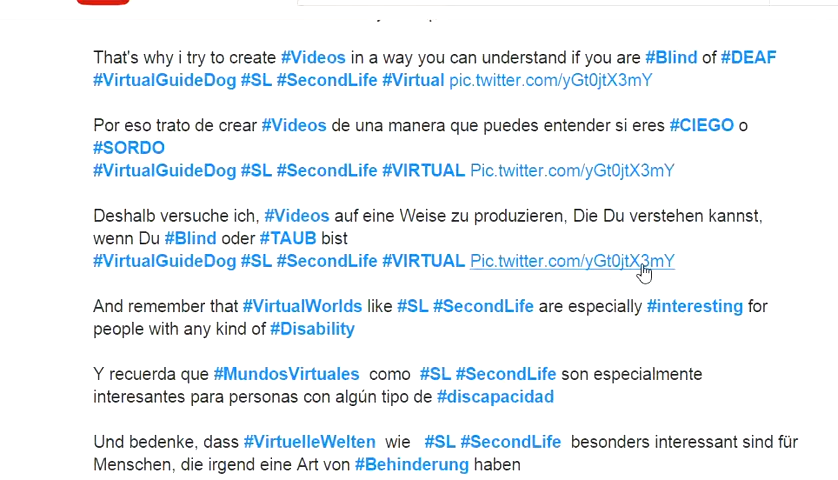 That's why i try to create #Videos in a way you can understand if you are #Blind of #DEAF
#VirtualGuideDog #SL #SecondLife #Virtual pic.twitter.com/yGt0jtX3mY
Por eso trato de crear #Videos de una manera que puedes entender si eres #CIEGO o
#SORDO
#VirtualGuideDog #SL #SecondLife #VIRTUAL Pic.twitter.com/yGt0jtX3mY
Deshalb versuche ich, #Videos auf eine Weise zu produzieren, Die Du verstehen kannst,
wenn Du #Blind oder #TAUB bist
#VirtualGuideDog #SL #SecondLife #VIRTUAL Pic.twitter.com/yGt0jtX3mY
And remember that #VirtualWorlds like #SL #SecondLife are especially #interesting for
people with any kind of #Disability
Y recuerda que #MundosVirtuales como #SL #SecondLife son especialmente
interesantes para personas con algún tipo de #discapacidad
Und bedenke, dass #VirtuelleWelten wie #SL #SecondLife besonders interessant sind für
Menschen, die irgend eine Art von #Behinderung haben